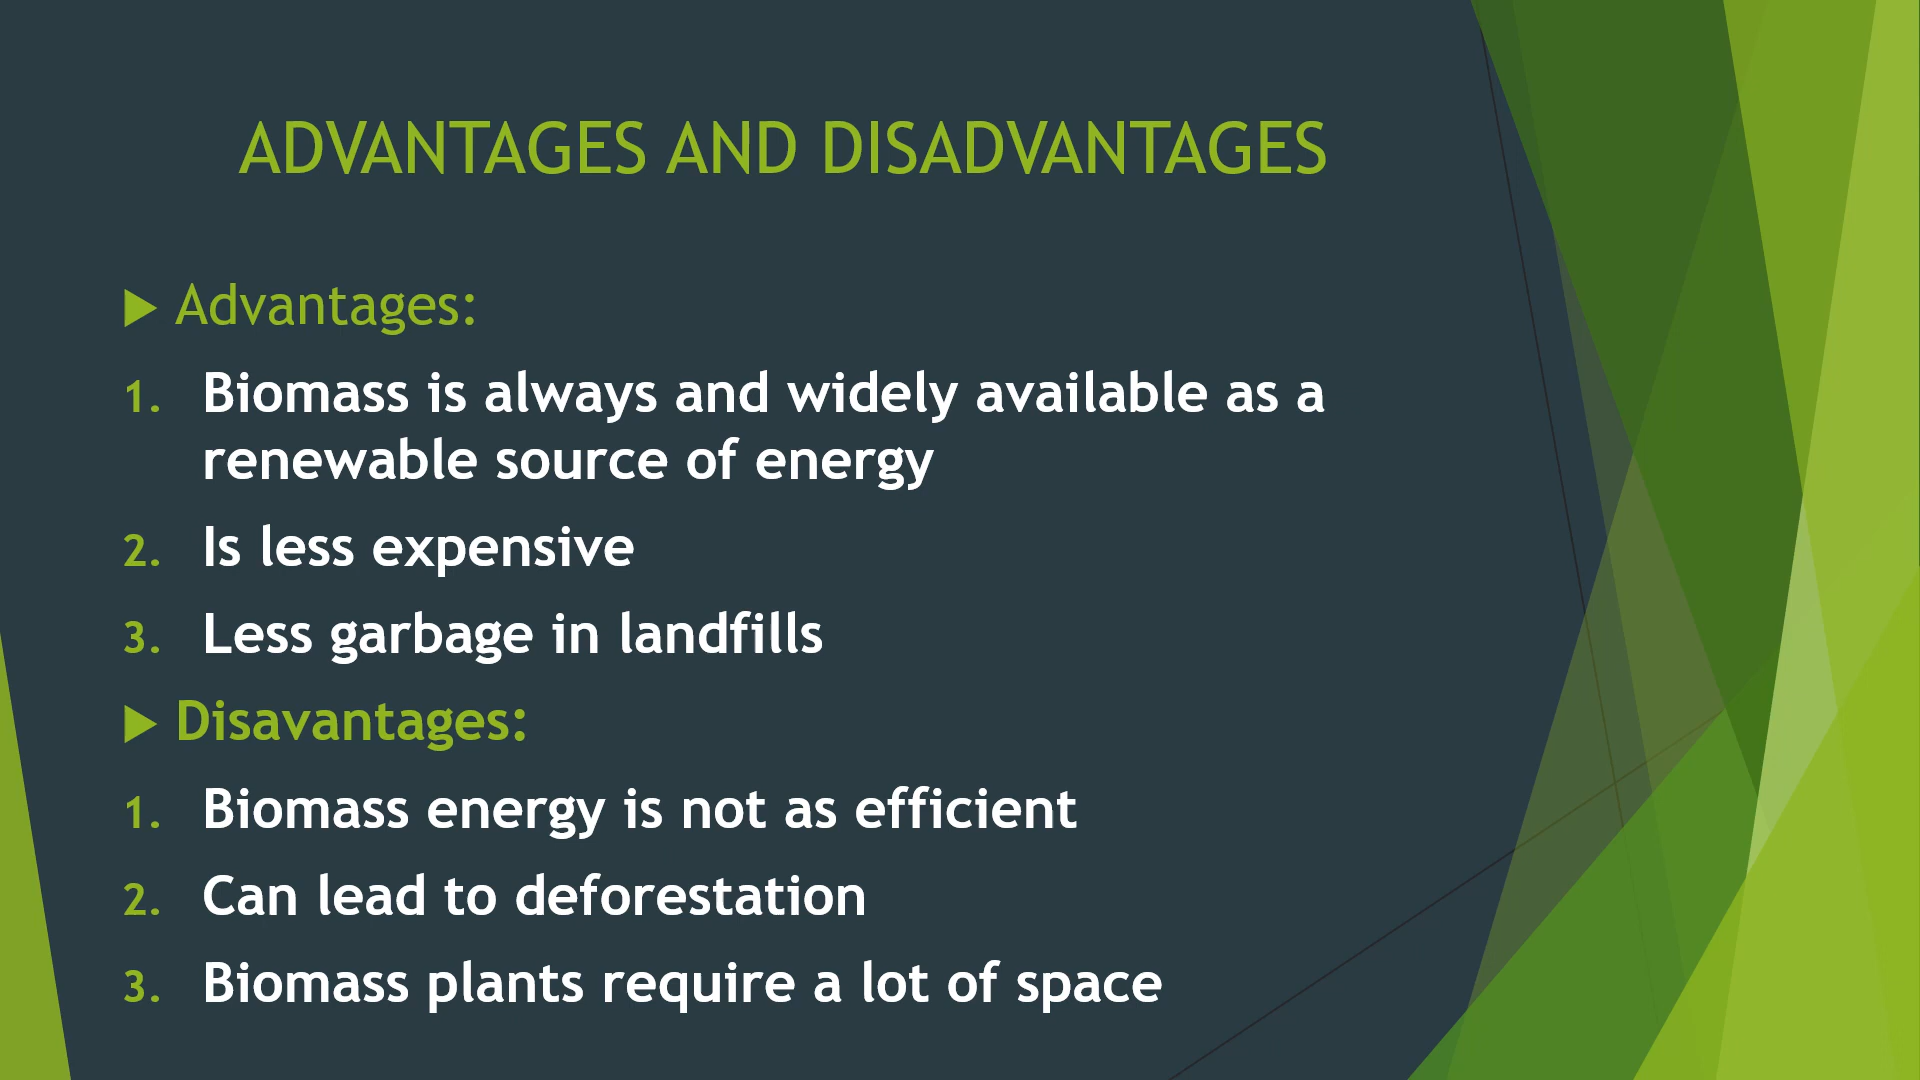 ADVANTAGES AND DISADVANTAGES
Advantages:
1. Biomass is always and widely available as a
renewable source of energy
2. Is less expensive
3. Less garbage in landfills
Disavantages:
1. Biomass energy is not as efficient
2. Can lead to deforestation
3. Biomass plants require a lot of space